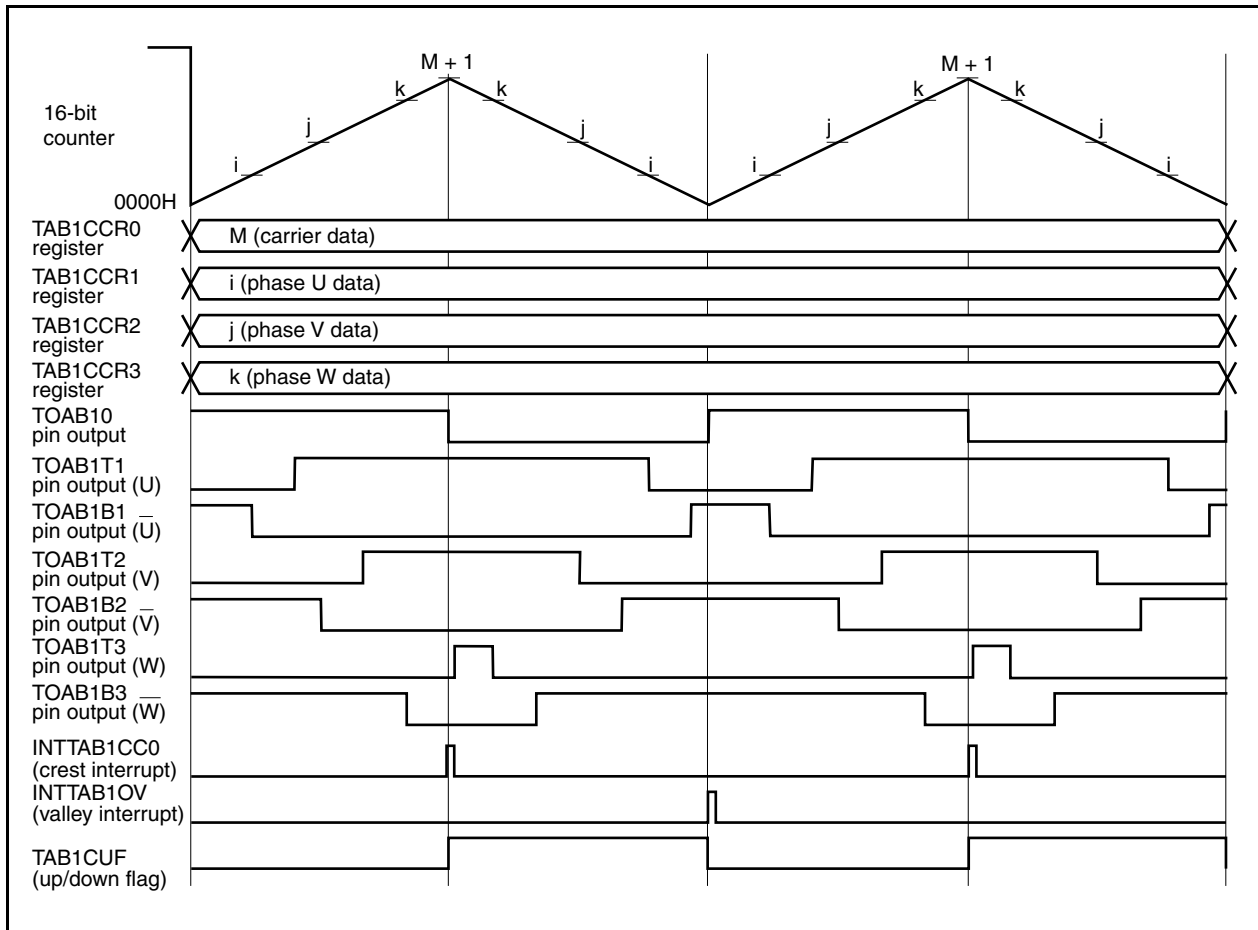 M + 1
M + 1
k
k
k
k
16-bit
counter
j
j
j
j
i
i
i
i
0000H
TAB1CCR0
register
M (carrier data)
TAB1CCR1
register
i (phase U data)
TAB1CCR2
register
j (phase V data)
TAB1CCR3
register
k (phase W data)
TOAB10
pin output
TOAB1T1
pin output (U)
TOAB1B1
pin output (U̅)
TOAB1T2
pin output (V)
TOAB1B2
pin output (V̅)
TOAB1T3
pin output (W)
TOAB1B3
pin output (W̅)
INTTAB1CC0
(crest interrupt)
INTTAB1OV
(valley interrupt)
TAB1CUF
(up/down flag)